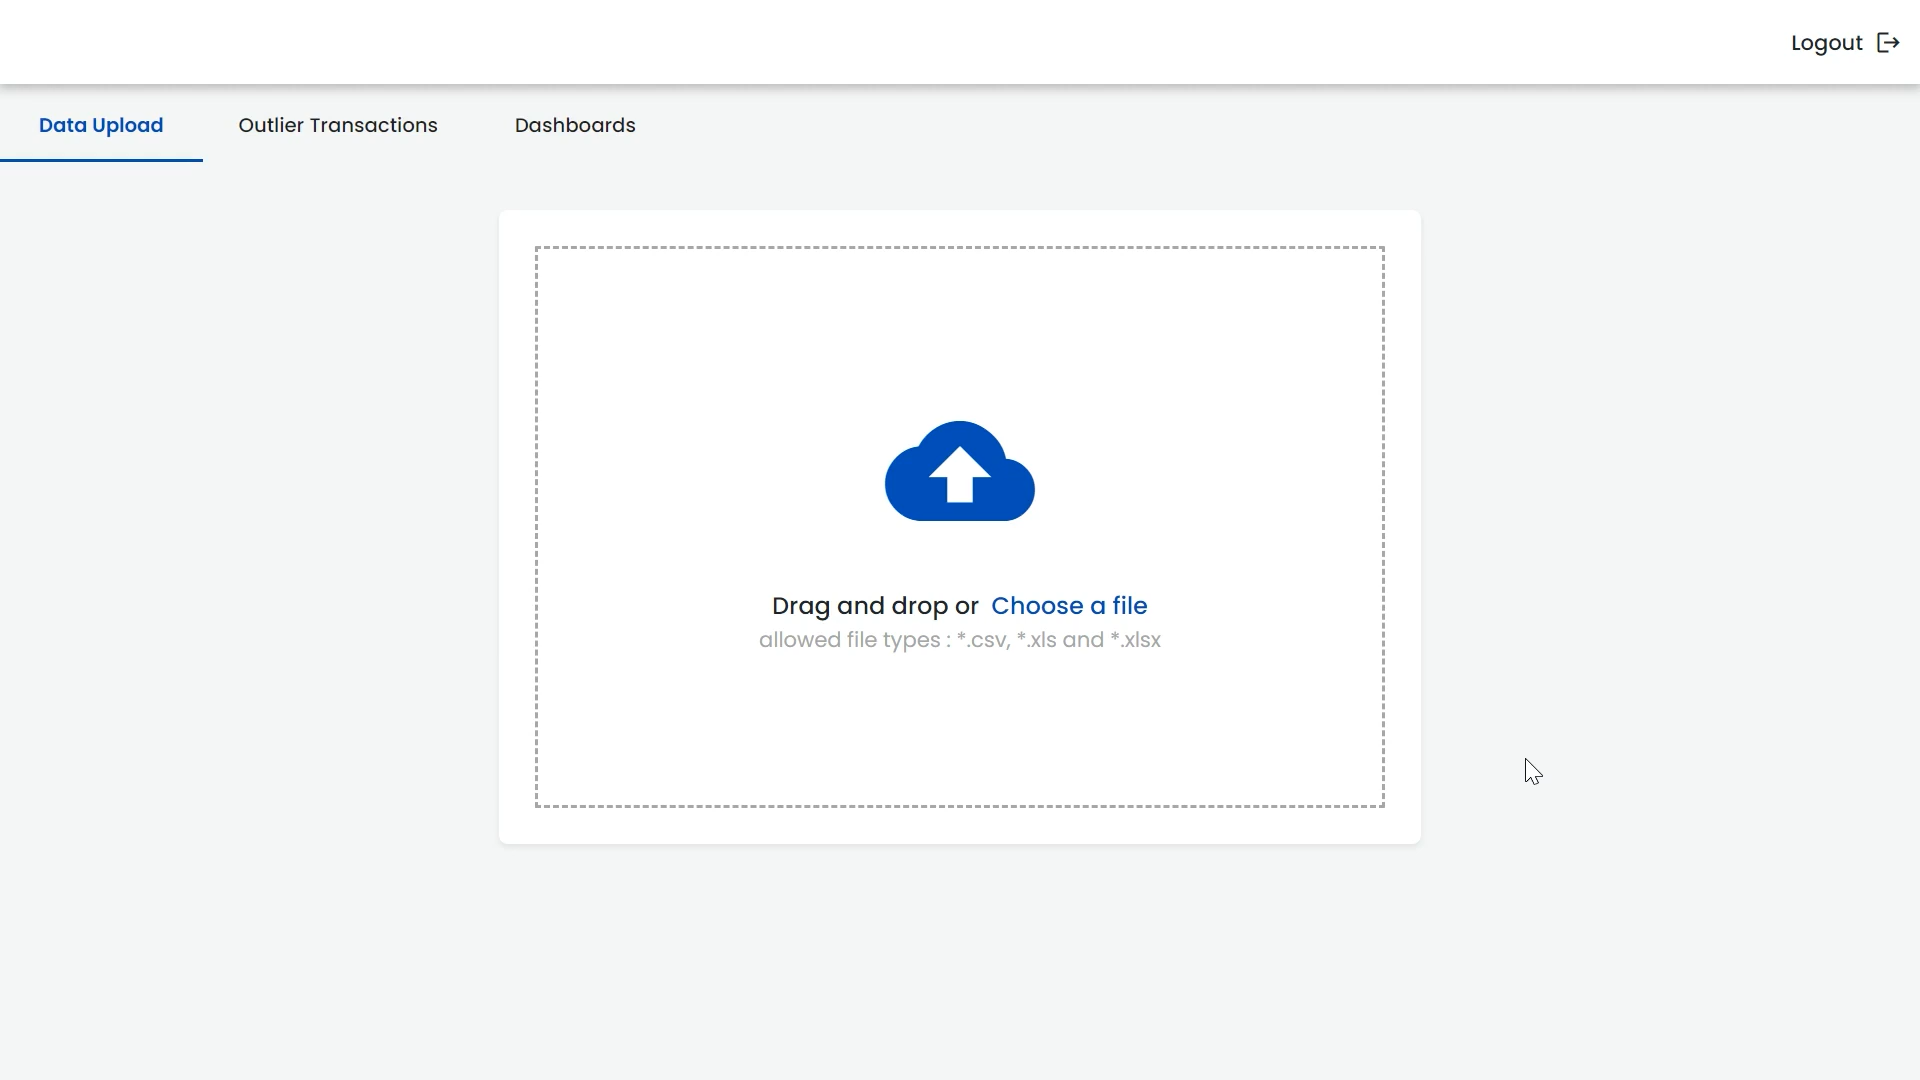 Logout
Data Upload Outlier Transactions Dashboards
Drag and drop or Choose a file
allowed file types : *.csv, *.xls and *.xlsx